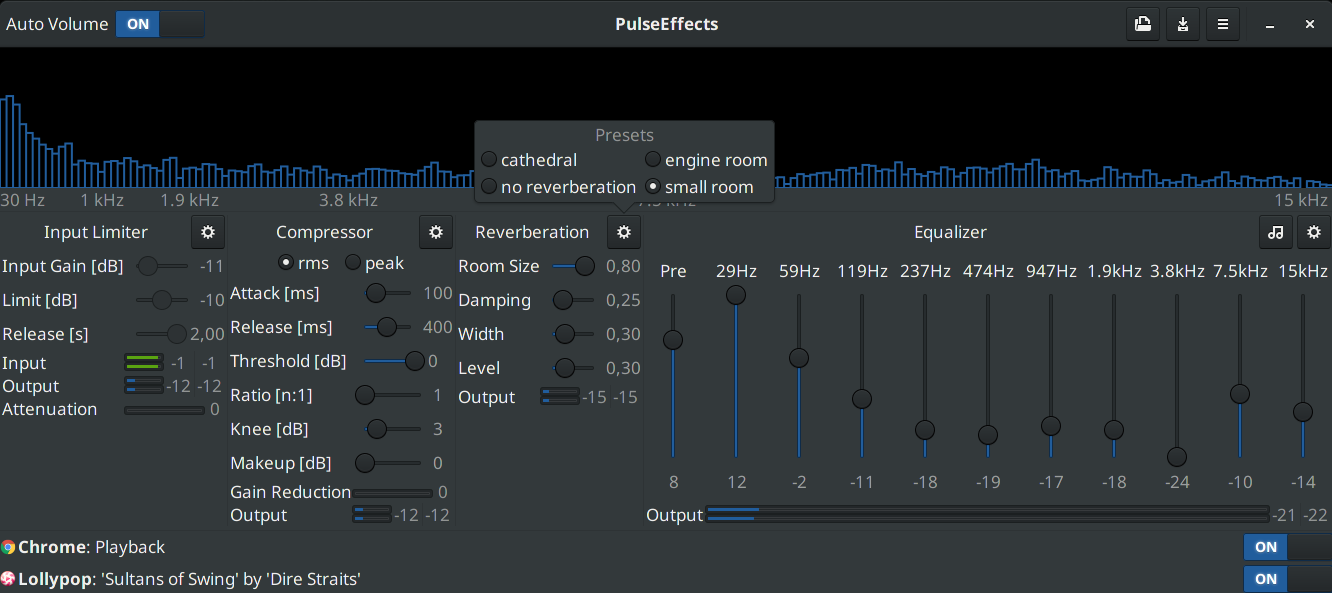 Auto Volume ON PulseEffects
Presets
cathedral engine room
no reverberation small room
30 Hz 1 kHz 1.9 kHz 3.8 kHz 7.5 kHz 15 kHz
Input Limiter
Input Gain [dB] -11
Limit [dB] -10
Release [s] 2,00
Input -1 -1
Output -12 -12
Attenuation 0
Compressor
rms peak
Attack [ms] 100
Release [ms] 400
Threshold [dB] 0
Ratio [n:1] 1
Knee [dB] 3
Makeup [dB] 0
Gain Reduction 0
Output -12 -12
Reverberation
Room Size 0,80
Damping 0,25
Width 0,30
Level 0,30
Output -15 -15
Equalizer
Pre 29Hz 59Hz 119Hz 237Hz 474Hz 947Hz 1.9kHz 3.8kHz 7.5kHz 15kHz
8 12 -2 -11 -18 -19 -17 -18 -24 -10 -14
Output -21 -22
Chrome: Playback ON
Lollypop: 'Sultans of Swing' by 'Dire Straits' ON